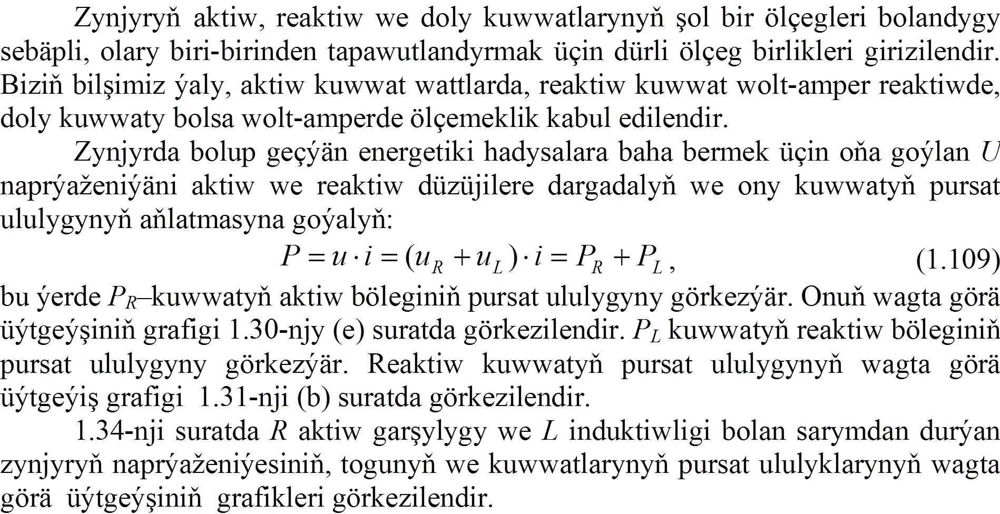 Zynjyryň aktiw, reaktiw we doly kuwwatlarynyň şol bir ölçegleri bolandygy
sebäpli, olary biri-birinden tapawutlandyrmak üçin dürli ölçeg birlikleri girizilendir.
Biziň bilşimiz ýaly, aktiw kuwwat wattlarda, reaktiw kuwwat wolt-amper reaktiwde,
doly kuwwaty bolsa wolt-amperde ölçemeklik kabul edilendir.
Zynjyrda bolup geçýän energetiki hadysalara baha bermek üçin oňa goýlan U
naprýaženiýäni aktiw we reaktiw düzüjilere dargadalyň we ony kuwwatyň pursat
ululygynyň aňlatmasyna goýalyň:
P = u · i = (u_R + u_L) · i = P_R + P_L , (1.109)
bu ýerde P_R–kuwwatyň aktiw böleginiň pursat ululygyny görkezýär. Onuň wagta görä
üýtgeýşiniň grafigi 1.30-njy (e) suratda görkezilendir. P_L kuwwatyň reaktiw böleginiň
pursat ululygyny görkezýär. Reaktiw kuwwatyň pursat ululygynyň wagta görä
üýtgeýiş grafigi 1.31-nji (b) suratda görkezilendir.
1.34-nji suratda R aktiw garşylygy we L induktiwligi bolan sarymdan durýan
zynjyryň naprýaženiýesiniň, togunyň we kuwwatlarynyň pursat ululyklarynyň wagta
görä üýtgeýşiniň grafikleri görkezilendir.